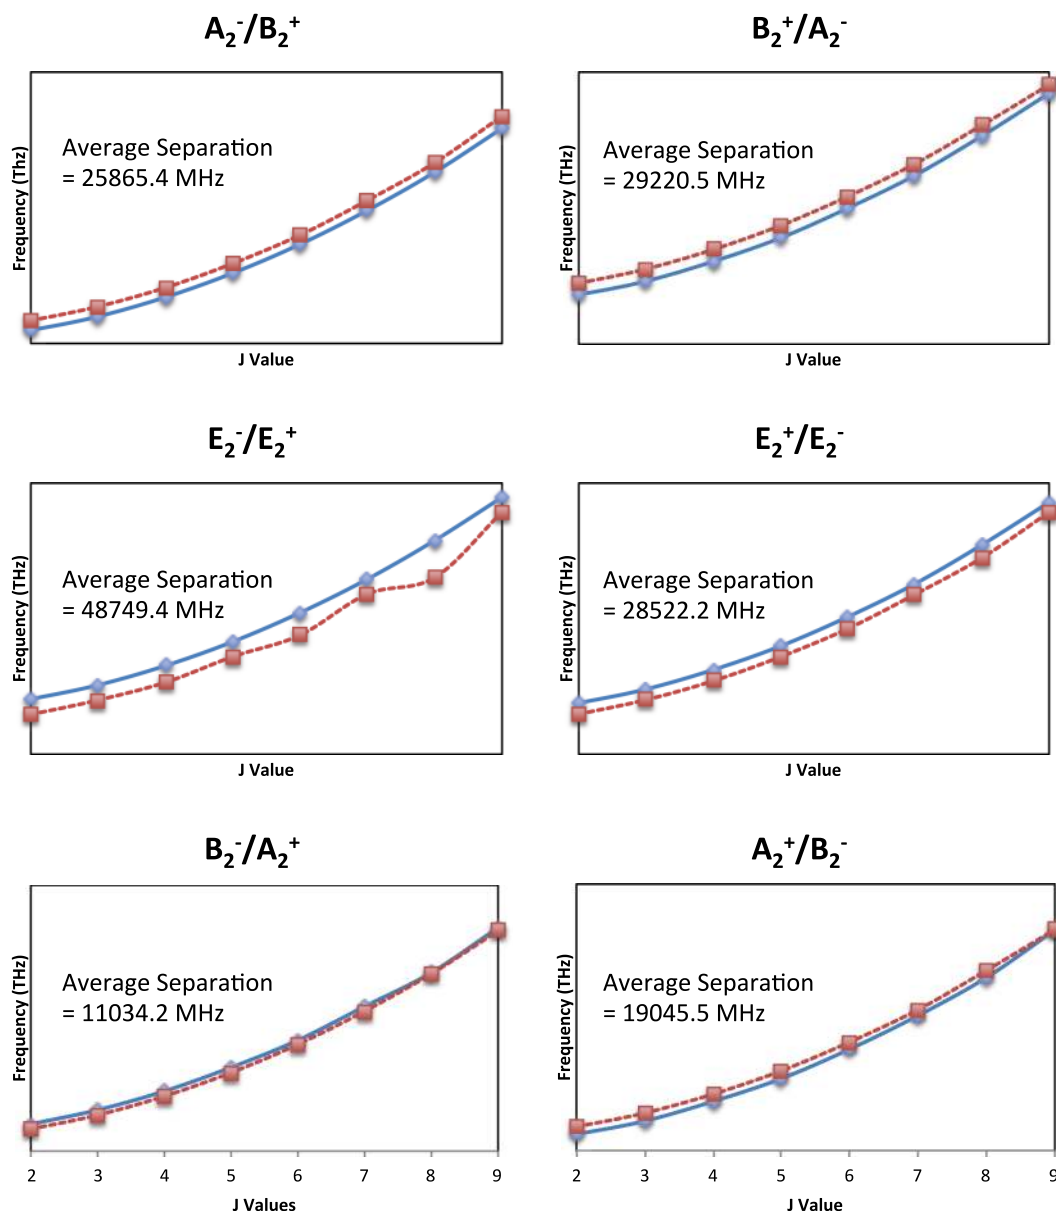 A₂⁻/B₂⁺
Frequency (Thz)
Average Separation
= 25865.4 MHz
J Value
B₂⁺/A₂⁻
Frequency (THz)
Average Separation
= 29220.5 MHz
J Value
E₂⁻/E₂⁺
Frequency (THz)
Average Separation
= 48749.4 MHz
J Value
E₂⁺/E₂⁻
Frequency (THz)
Average Separation
= 28522.2 MHz
J Value
B₂⁻/A₂⁺
Frequency (THz)
Average Separation
= 11034.2 MHz
2 3 4 5 6 7 8 9
J Values
A₂⁺/B₂⁻
Frequency (THz)
Average Separation
= 19045.5 MHz
2 3 4 5 6 7 8 9
J Value